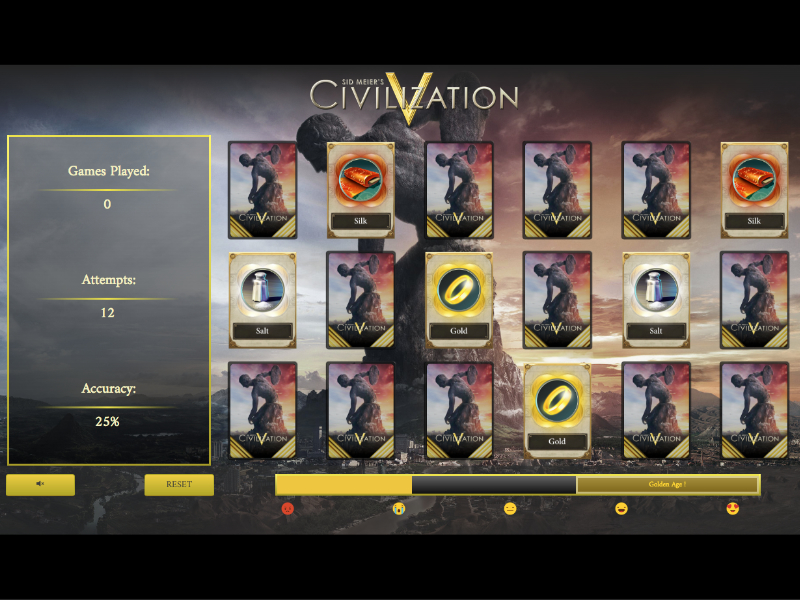 SID MEIER'S
CIVILIZATION
V
Games Played:
0
Attempts:
12
Accuracy:
25%
RESET
Silk
Silk
Salt
Gold
Salt
Gold
CIVILIZATION
CIVILIZATION
CIVILIZATION
CIVILIZATION
CIVILIZATION
CIVILIZATION
CIVILIZATION
CIVILIZATION
CIVILIZATION
CIVILIZATION
CIVILIZATION
CIVILIZATION
Golden Age !